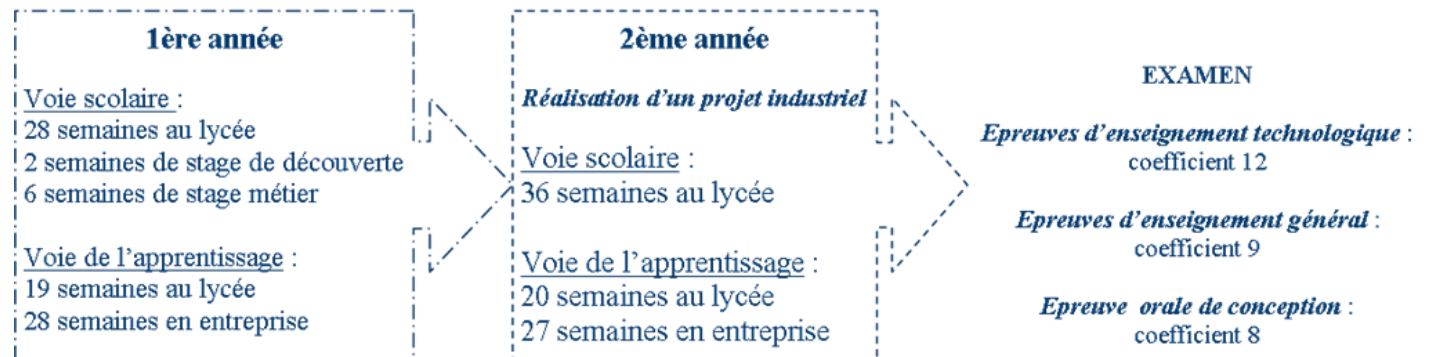 1ère année
Voie scolaire :
28 semaines au lycée
2 semaines de stage de découverte
6 semaines de stage métier
Voie de l'apprentissage :
19 semaines au lycée
28 semaines en entreprise
2ème année
Réalisation d'un projet industriel
Voie scolaire :
36 semaines au lycée
Voie de l'apprentissage :
20 semaines au lycée
27 semaines en entreprise
EXAMEN
Epreuves d'enseignement technologique :
coefficient 12
Epreuves d'enseignement général :
coefficient 9
Epreuve orale de conception :
coefficient 8